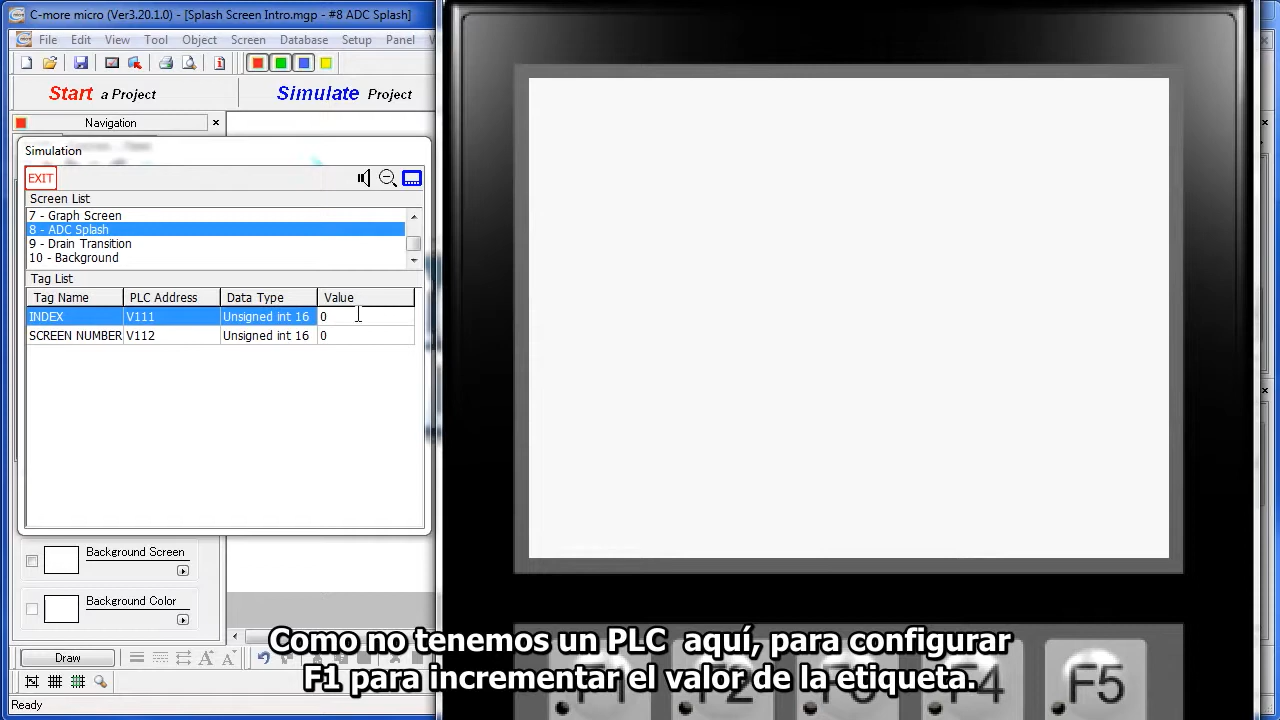 C-more micro (Ver3.20.1.0) - [Splash Screen Intro.mgp - #8 ADC Splash]
File Edit View Tool Object Screen Database Setup Panel
Start a Project Simulate Project
Navigation
Simulation
EXIT
Screen List
7 - Graph Screen
8 - ADC Splash
9 - Drain Transition
10 - Background
Tag List
Tag Name PLC Address Data Type Value
INDEX V111 Unsigned int 16 0
SCREEN NUMBER V112 Unsigned int 16 0
Background Screen
Background Color
Draw
Ready
F1 F2 F3 F4 F5
Como no tenemos un PLC aquí, para configurar
F1 para incrementar el valor de la etiqueta.